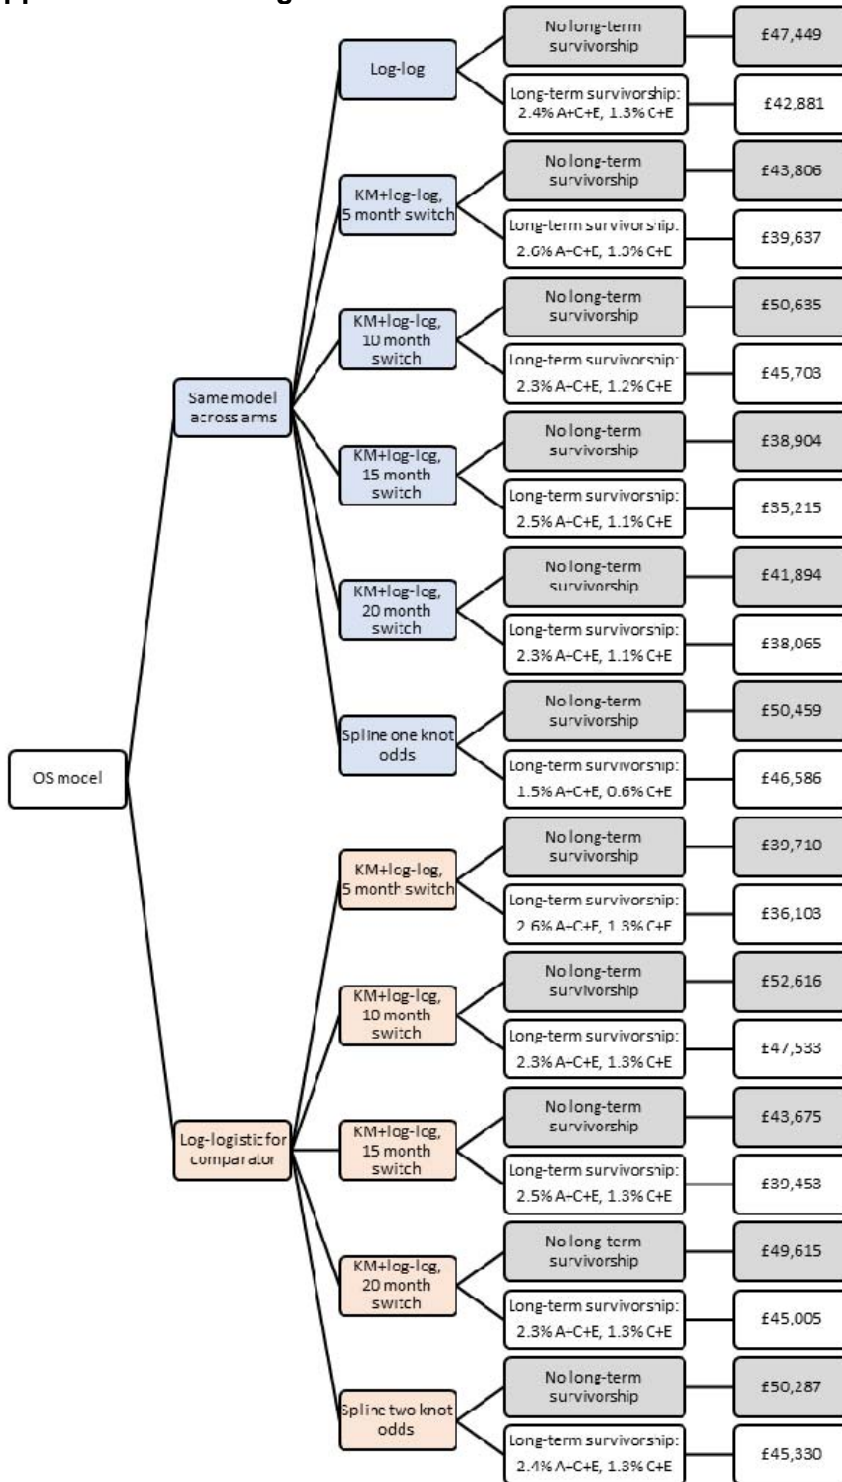 Log-log
No long-term
survivorship
£47,449
Long-term survivorship:
2.4% A+C+E, 1.3% C+E
£42,881
KM+log-log,
5 month switch
No long-term
survivorship
£43,806
Long-term survivorship:
2.6% A+C+E, 1.3% C+E
£39,637
KM+log-log,
10 month
switch
No long-term
survivorship
£50,635
Long-term survivorship:
2.3% A+C+E, 1.2% C+E
£45,703
Same model
across arms
KM+log-log,
15 month
switch
No long-term
survivorship
£38,904
Long-term survivorship:
2.5% A+C+E, 1.1% C+E
£35,215
KM+log-log,
20 month
switch
No long-term
survivorship
£41,894
Long-term survivorship:
2.3% A+C+E, 1.1% C+E
£38,065
Spline one knot
odds
No long-term
survivorship
£50,459
Long-term survivorship:
1.5% A+C+E, 0.6% C+E
£46,586
OS model
KM+log-log,
5 month switch
No long-term
survivorship
£39,710
Long-term survivorship:
2.6% A+C+E, 1.3% C+E
£36,103
KM+log-log,
10 month
switch
No long-term
survivorship
£52,616
Long-term survivorship:
2.3% A+C+E, 1.3% C+E
£47,533
Log-logistic for
comparator
KM+log-log,
15 month
switch
No long-term
survivorship
£43,675
Long-term survivorship:
2.5% A+C+E, 1.3% C+E
£39,453
KM+log-log,
20 month
switch
No long-term
survivorship
£49,615
Long-term survivorship:
2.3% A+C+E, 1.3% C+E
£45,005
Spline two knot
odds
No long-term
survivorship
£50,287
Long-term survivorship:
2.4% A+C+E, 1.3% C+E
£45,330